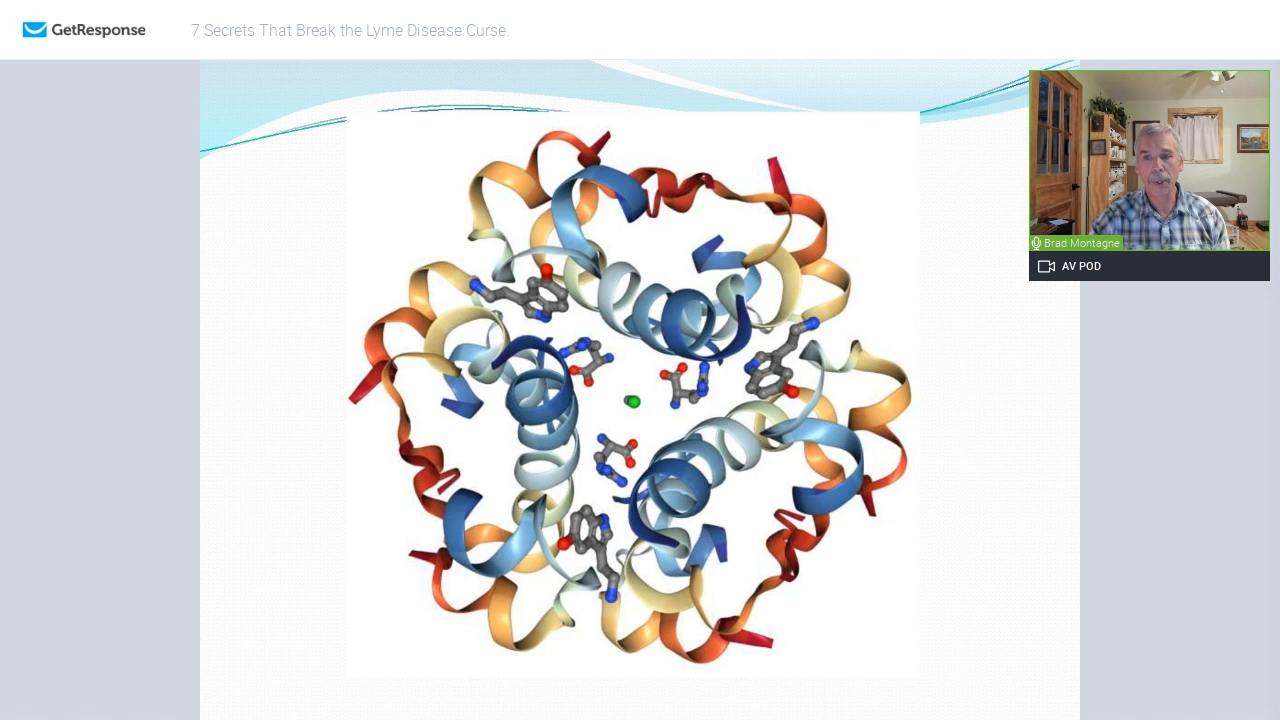 GetResponse
7 Secrets That Break the Lyme Disease Curse.
Brad Montagne
AV POD